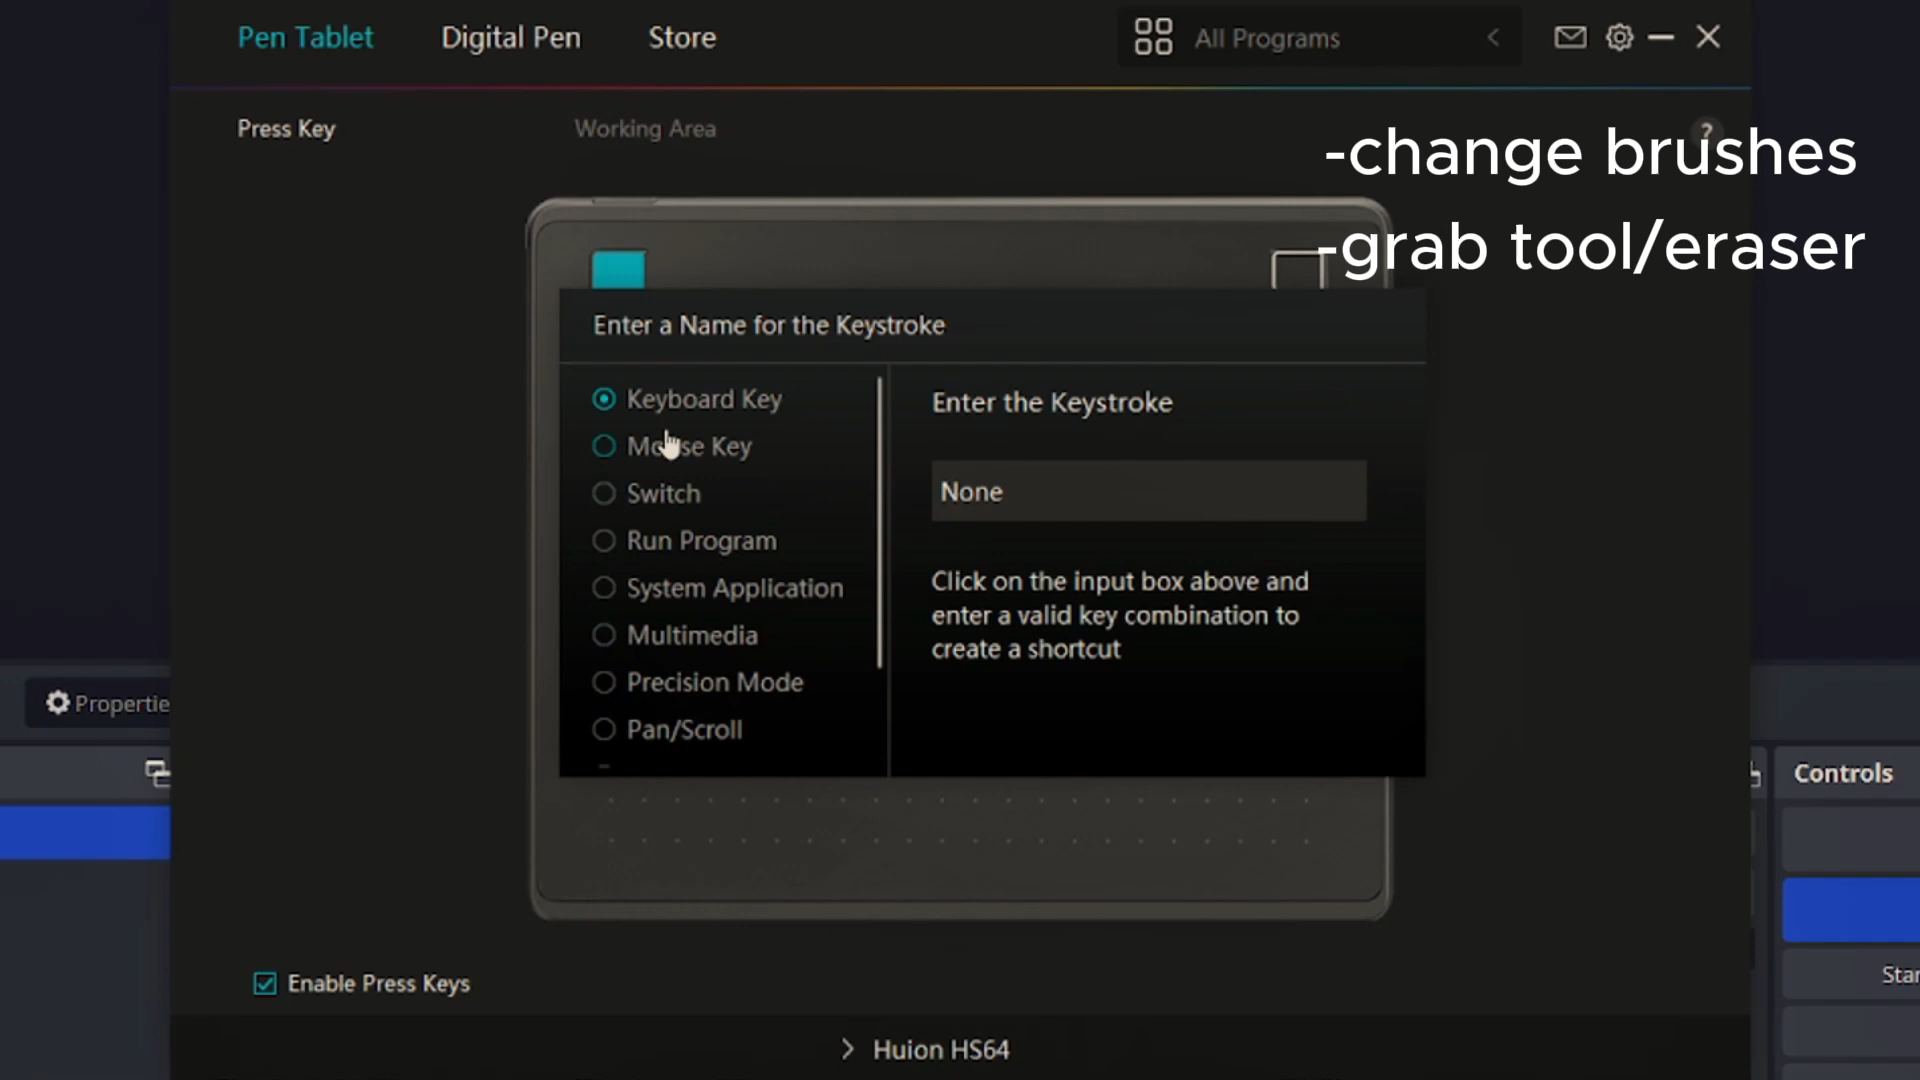 Pen Tablet
Digital Pen
Store
All Programs
Press Key
Working Area
?
-change brushes
-grab tool/eraser
Enter a Name for the Keystroke
Keyboard Key
Mouse Key
Switch
Run Program
System Application
Multimedia
Precision Mode
Pan/Scroll
Enter the Keystroke
None
Click on the input box above and
enter a valid key combination to
create a shortcut
Propertie
Controls
Star
Enable Press Keys
Huion HS64